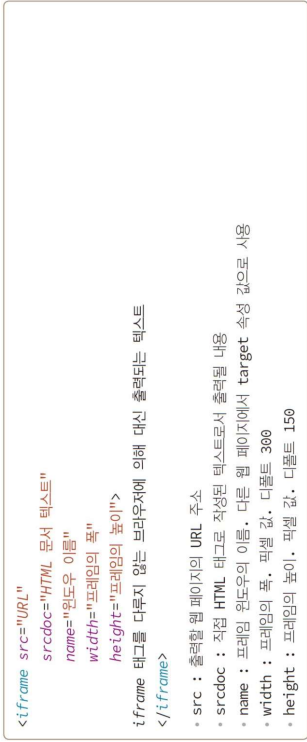 <iframe src="URL"
srcdoc="HTML 문서 텍스트"
name="윈도우 이름"
width="프레임의 폭"
height="프레임의 높이">
iframe 태그를 다루지 않는 브라우저에 의해 대신 출력되는 텍스트
</iframe>
• src : 출력할 웹 페이지의 URL 주소
• srcdoc : 직접 HTML 태그로 작성된 텍스트로서 출력될 내용
• name : 프레임 윈도우의 이름. 다른 웹 페이지에서 target 속성 값으로 사용
• width : 프레임의 폭. 픽셀 값. 디폴트 300
• height : 프레임의 높이. 픽셀 값. 디폴트 150